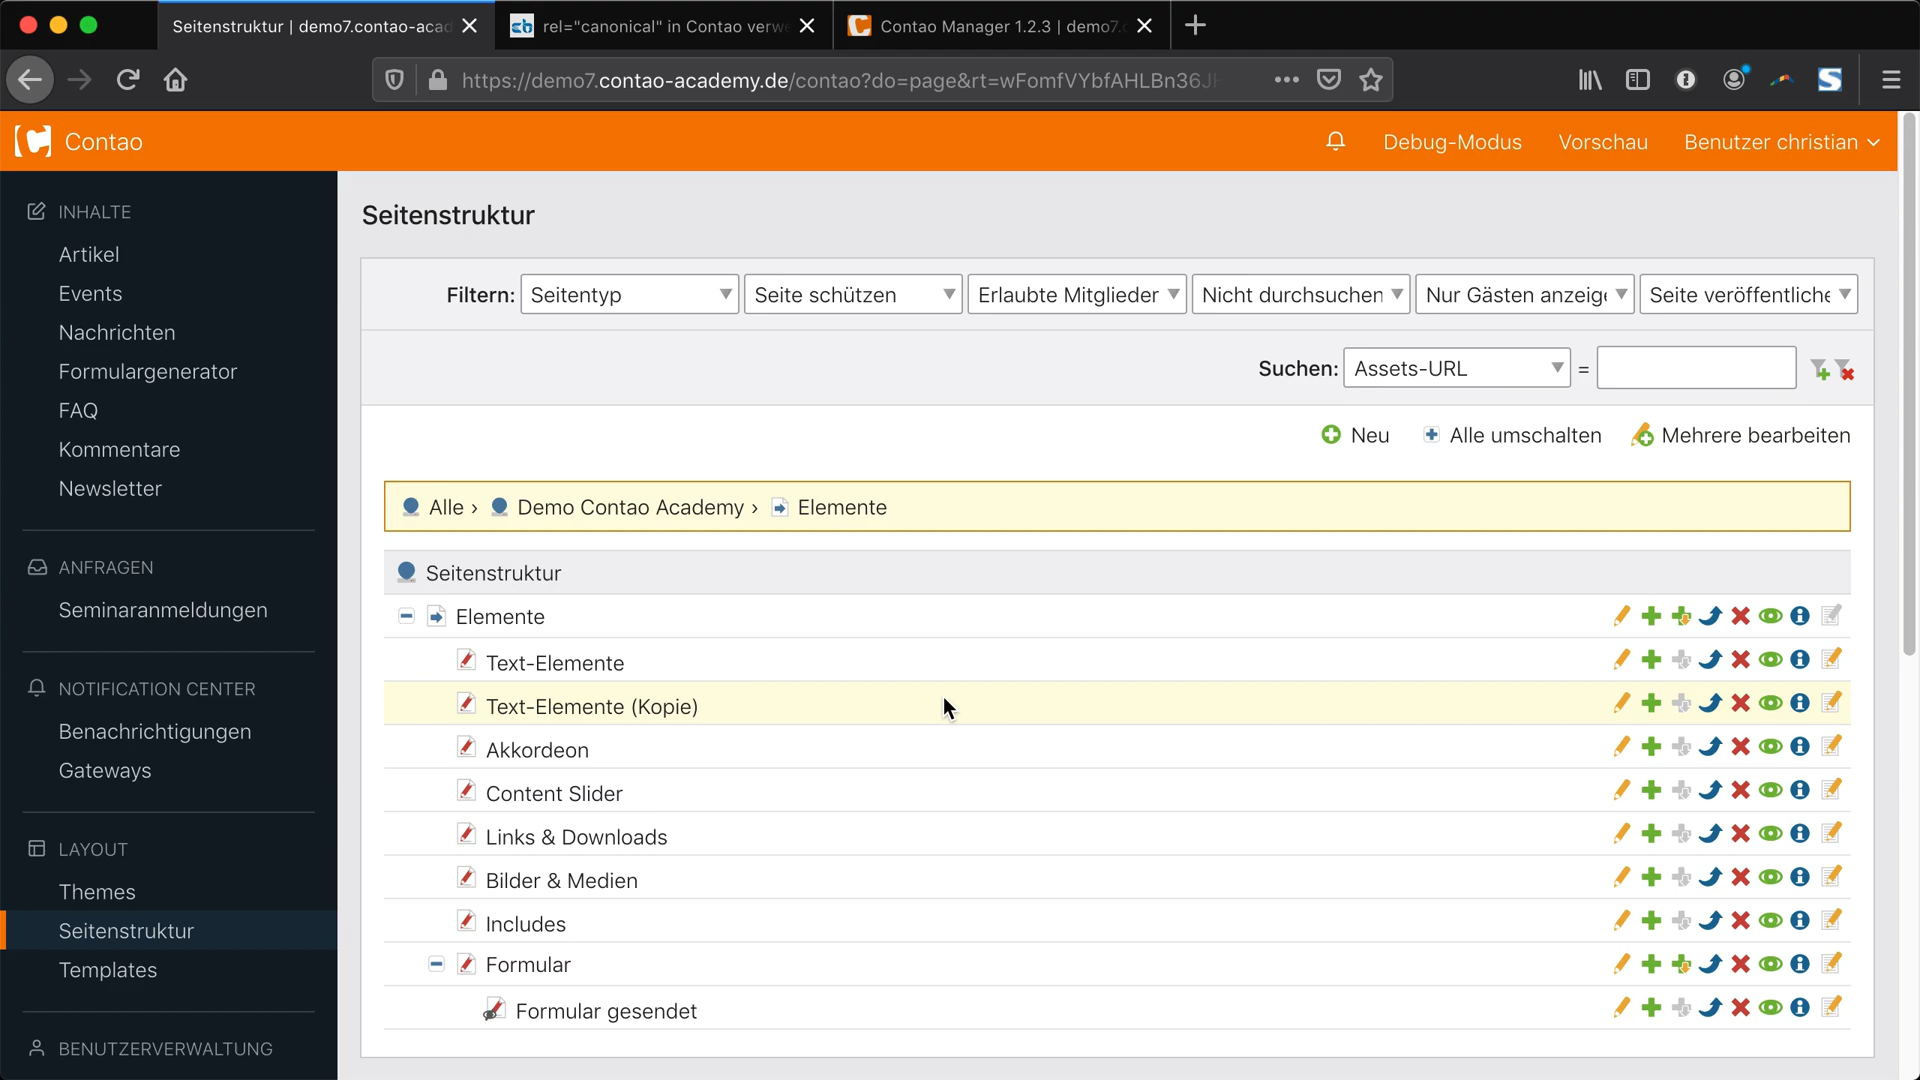 Seitenstruktur | demo7.contao-acad
rel="canonical" in Contao verwe
Contao Manager 1.2.3 | demo7.
https://demo7.contao-academy.de/contao?do=page&rt=wFomfVYbfAHLBn36J
Contao
Debug-Modus
Vorschau
Benutzer christian
INHALTE
Artikel
Events
Nachrichten
Formulargenerator
FAQ
Kommentare
Newsletter
ANFRAGEN
Seminaranmeldungen
NOTIFICATION CENTER
Benachrichtigungen
Gateways
LAYOUT
Themes
Seitenstruktur
Templates
BENUTZERVERWALTUNG
Seitenstruktur
Filtern: Seitentyp Seite schützen Erlaubte Mitglieder Nicht durchsuchen Nur Gästen anzeige Seite veröffentliche
Suchen: Assets-URL =
Neu Alle umschalten Mehrere bearbeiten
Alle › Demo Contao Academy › Elemente
Seitenstruktur
Elemente
Text-Elemente
Text-Elemente (Kopie)
Akkordeon
Content Slider
Links & Downloads
Bilder & Medien
Includes
Formular
Formular gesendet